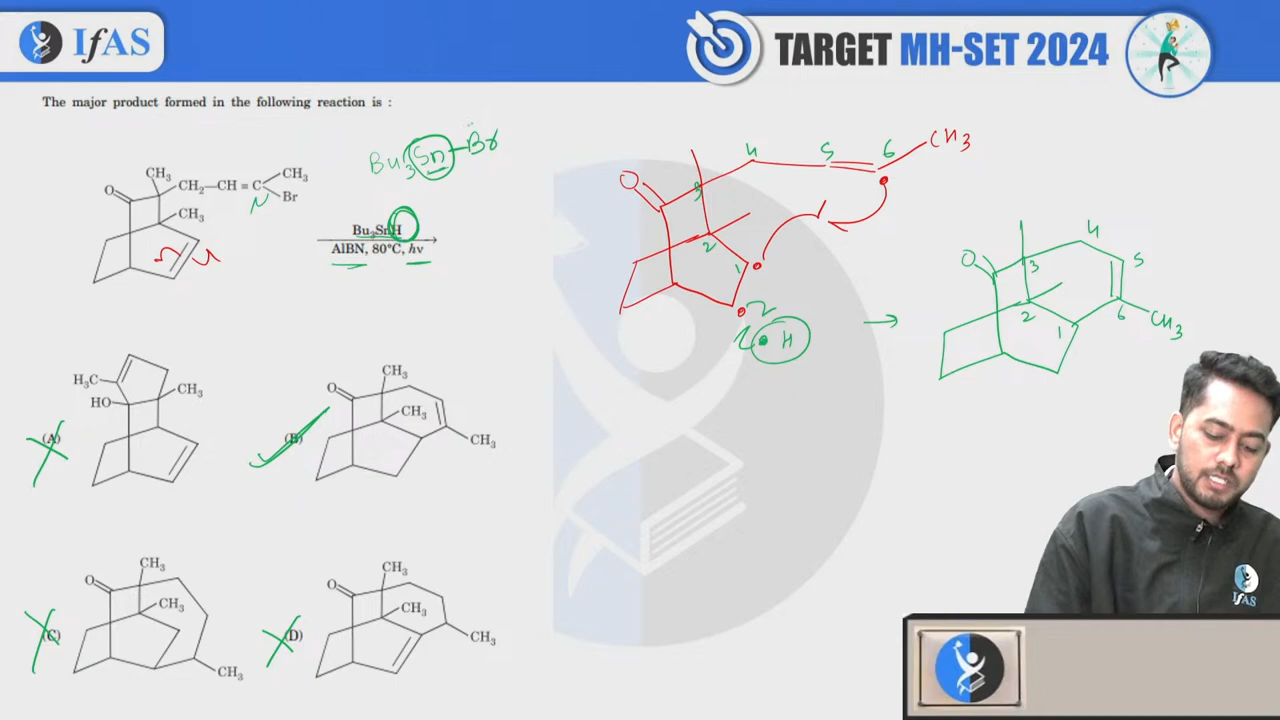 IfAS
TARGET MH-SET 2024
The major product formed in the following reaction is :
Bu3Sn–Br
CH3
CH2—CH = C
CH3
Br
O
CH3
Bu3SnH
AIBN, 80°C, hν
O
3
4
5
6
CH3
2
1
H
O
3
4
5
2
1
6
CH3
H3C
HO
CH3
(A)
CH3
O
CH3
CH3
(B)
CH3
O
CH3
CH3
(C)
CH3
O
CH3
CH3
(D)
IfAS